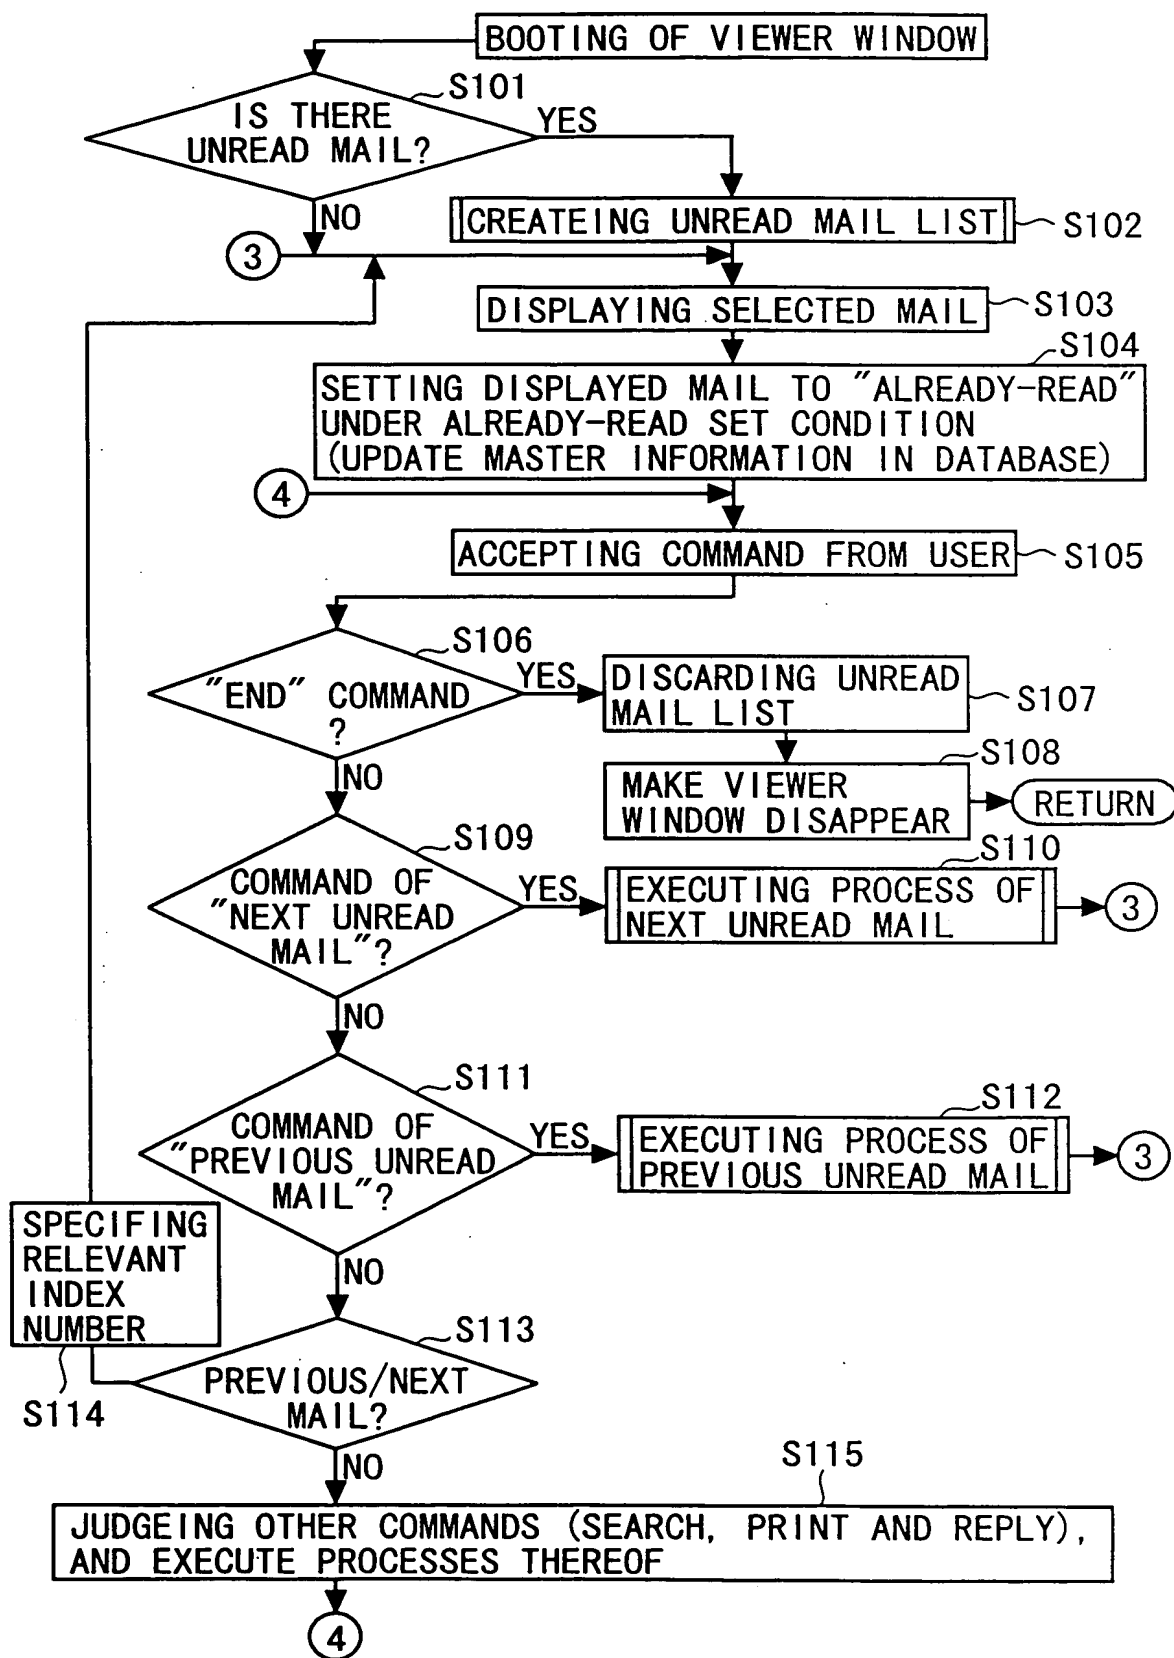 BOOTING OF VIEWER WINDOW
S101
IS THERE
UNREAD MAIL?
YES
NO
CREATEING UNREAD MAIL LIST
S102
3
DISPLAYING SELECTED MAIL
S103
S104
SETTING DISPLAYED MAIL TO "ALREADY-READ"
UNDER ALREADY-READ SET CONDITION
(UPDATE MASTER INFORMATION IN DATABASE)
4
ACCEPTING COMMAND FROM USER
S105
S106
"END" COMMAND
?
YES
NO
DISCARDING UNREAD
MAIL LIST
S107
S108
MAKE VIEWER
WINDOW DISAPPEAR
RETURN
S109
COMMAND OF
"NEXT UNREAD
MAIL"?
YES
NO
S110
EXECUTING PROCESS OF
NEXT UNREAD MAIL
3
S111
COMMAND OF
"PREVIOUS UNREAD
MAIL"?
YES
NO
S112
EXECUTING PROCESS OF
PREVIOUS UNREAD MAIL
3
SPECIFING
RELEVANT
INDEX
NUMBER
S114
S113
PREVIOUS/NEXT
MAIL?
NO
S115
JUDGEING OTHER COMMANDS (SEARCH, PRINT AND REPLY),
AND EXECUTE PROCESSES THEREOF
4